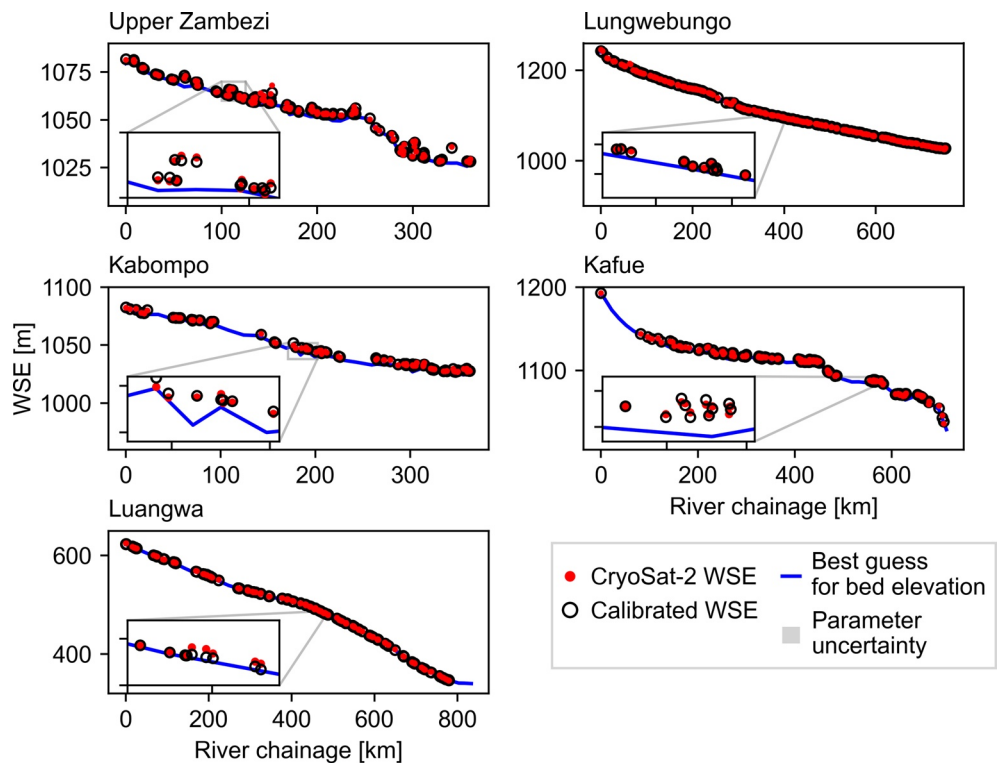 Upper Zambezi
1075
1050
1025
0 100 200 300
Lungwebungo
1200
1000
0 200 400 600
Kabompo
1100
1050
1000
0 100 200 300
WSE [m]
Kafue
1200
1100
0 200 400 600
River chainage [km]
Luangwa
600
400
0 200 400 600 800
River chainage [km]
CryoSat-2 WSE
Calibrated WSE
Best guess
for bed elevation
Parameter
uncertainty